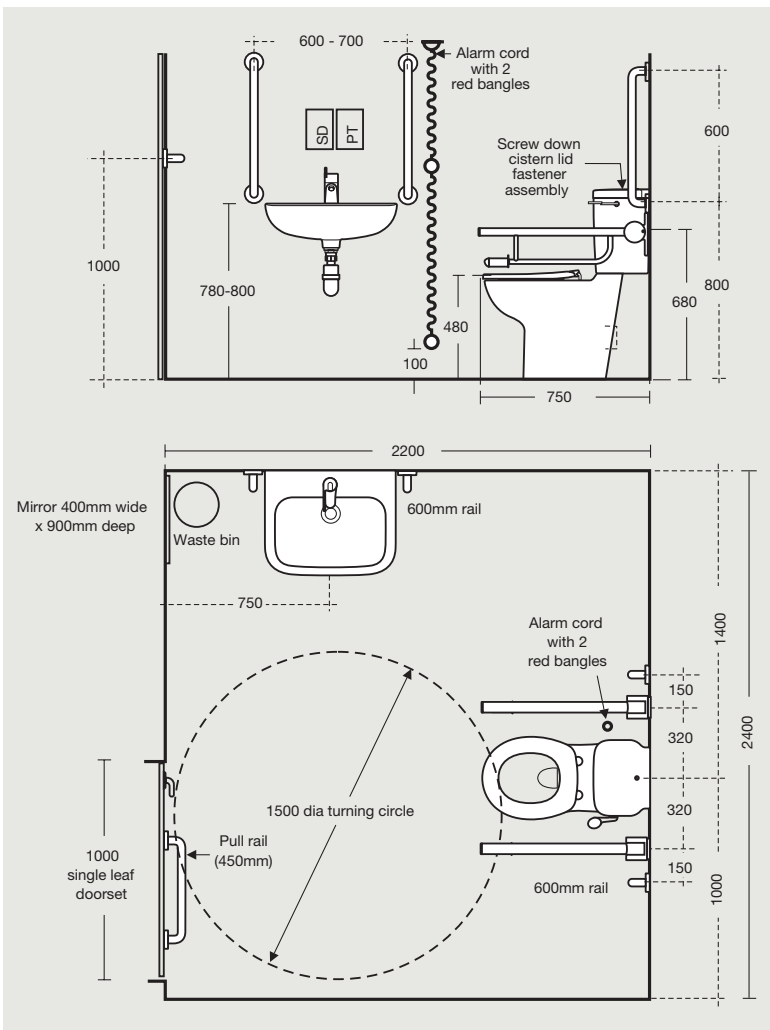 600 - 700
Alarm cord
with 2
red bangles
SD
PT
Screw down
cistern lid
fastener
assembly
600
1000
780-800
480
100
680
800
750
2200
Mirror 400mm wide
x 900mm deep
Waste bin
600mm rail
750
Alarm cord
with 2
red bangles
1400
150
320
2400
1500 dia turning circle
320
Pull rail
(450mm)
1000
single leaf
doorset
150
600mm rail
1000